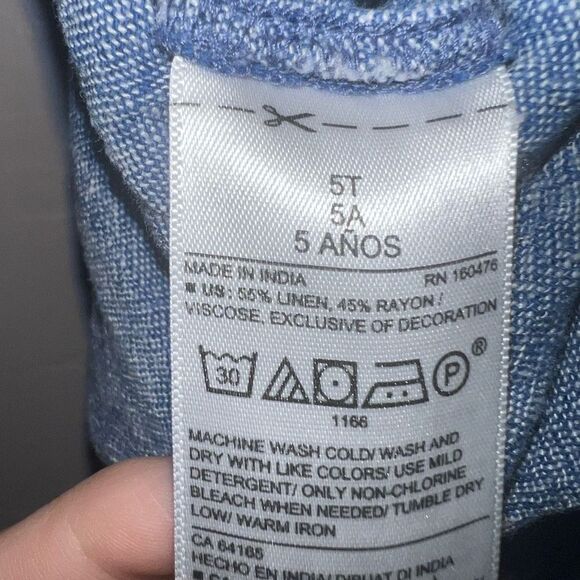 5T
5A
5 AÑOS
MADE IN INDIA RN 160476
■ US: 55% LINEN, 45% RAYON /
VISCOSE, EXCLUSIVE OF DECORATION
30 P ®
1166
MACHINE WASH COLD/ WASH AND
DRY WITH LIKE COLORS/ USE MILD
DETERGENT/ ONLY NON-CHLORINE
BLEACH WHEN NEEDED/ TUMBLE DRY
LOW/ WARM IRON
CA 64165
HECHO EN INDIA/ DIBUAT DI INDIA